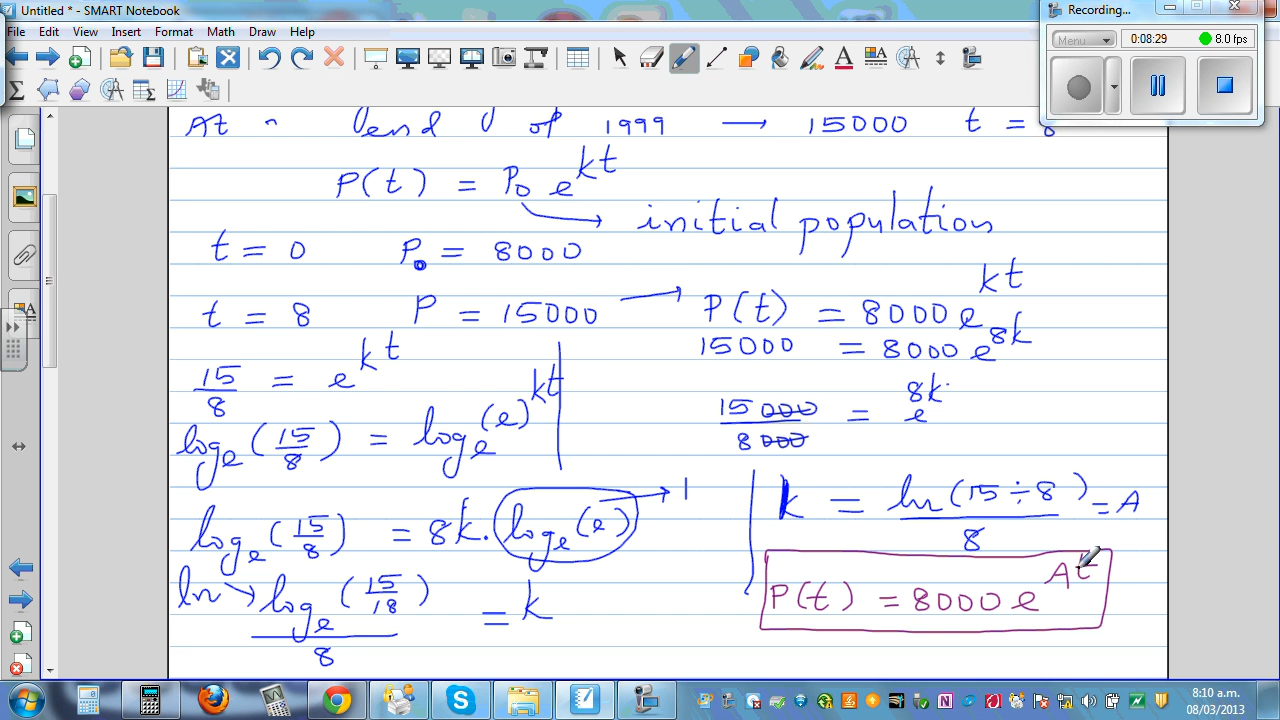 Untitled * - SMART Notebook
File Edit View Insert Format Math Draw Help
Recording...
Menu 0:08:29 8.0 fps
At end of 1999 → 15000 t = 8
P(t) = P₀ e^{kt}
initial population
t = 0 P₀ = 8000
t = 8 P = 15000 → P(t) = 8000 e^{kt}
15000 = 8000 e^{8k}
15/8 = e^{kt}
15000/8000 = e^{8k}
logₑ (15/8) = logₑ (e)^{kt}
k = ln (15 ÷ 8) / 8 = A
logₑ (15/8) = 8k . logₑ (e) → 1
P(t) = 8000 e^{At}
ln → logₑ (15/18) / 8 = k
8:10 a.m.
08/03/2013